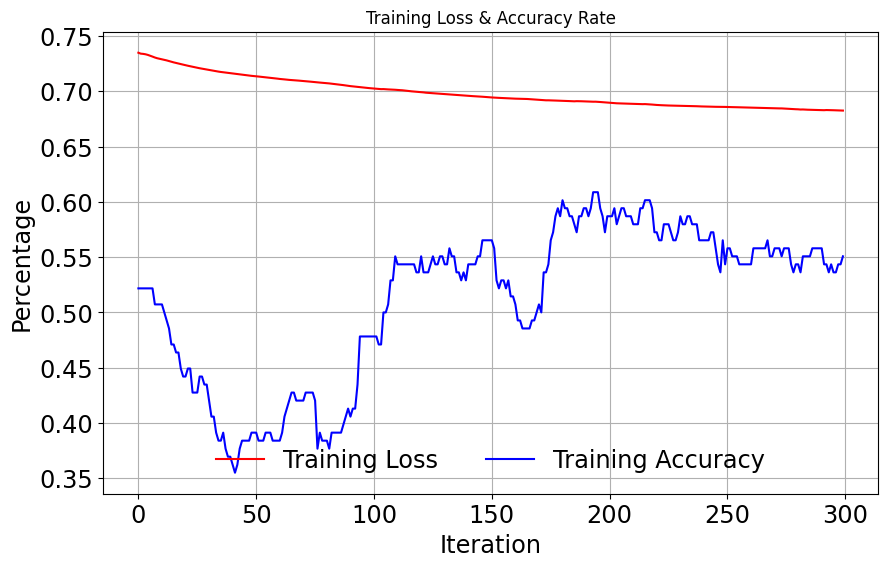 Training Loss & Accuracy Rate
0.75
0.70
0.65
0.60
0.55
0.50
0.45
0.40
0.35
Percentage
Training Loss Training Accuracy
0 50 100 150 200 250 300
Iteration